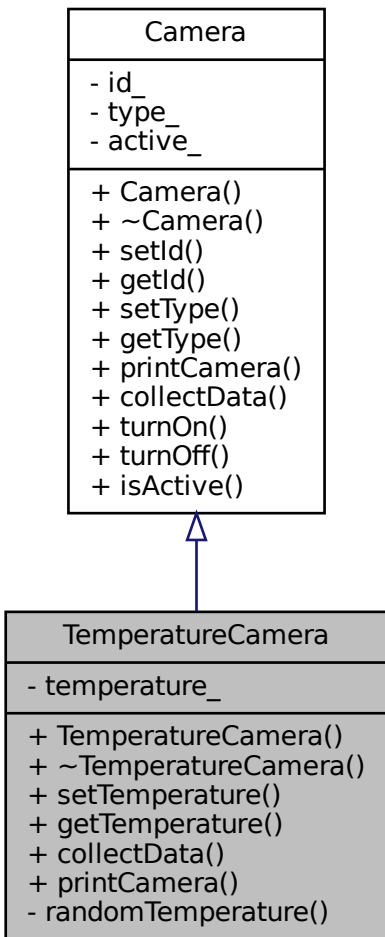 Camera
- id_
- type_
- active_
+ Camera()
+ ~Camera()
+ setId()
+ getId()
+ setType()
+ getType()
+ printCamera()
+ collectData()
+ turnOn()
+ turnOff()
+ isActive()
TemperatureCamera
- temperature_
+ TemperatureCamera()
+ ~TemperatureCamera()
+ setTemperature()
+ getTemperature()
+ collectData()
+ printCamera()
- randomTemperature()